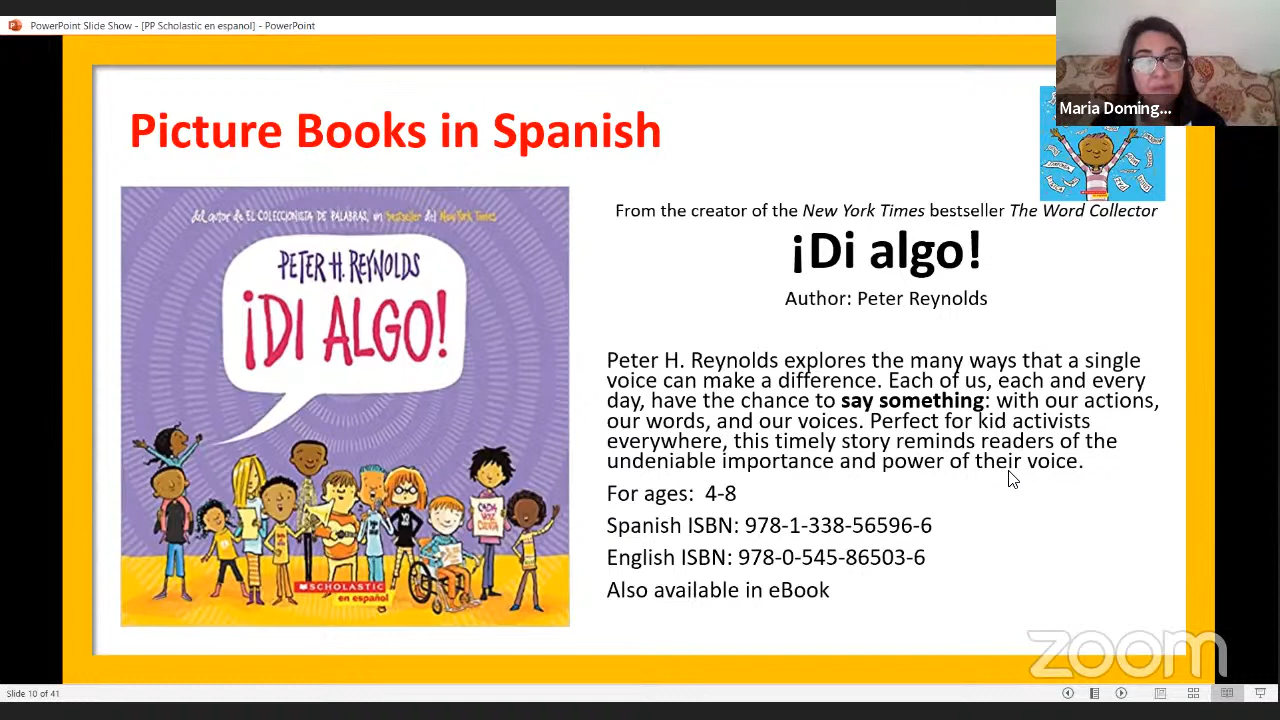 PowerPoint Slide Show - [PP Scholastic en espanol] - PowerPoint
Maria Doming...
Picture Books in Spanish
del autor de EL COLECCIONISTA DE PALABRAS, un bestseller del New York Times
PETER H. REYNOLDS
¡DI ALGO!
CADA
VOZ
CUENTA
SCHOLASTIC
en español
From the creator of the New York Times bestseller The Word Collector
¡Di algo!
Author: Peter Reynolds
Peter H. Reynolds explores the many ways that a single
voice can make a difference. Each of us, each and every
day, have the chance to say something: with our actions,
our words, and our voices. Perfect for kid activists
everywhere, this timely story reminds readers of the
undeniable importance and power of their voice.
For ages: 4-8
Spanish ISBN: 978-1-338-56596-6
English ISBN: 978-0-545-86503-6
Also available in eBook
zoom
Slide 10 of 41